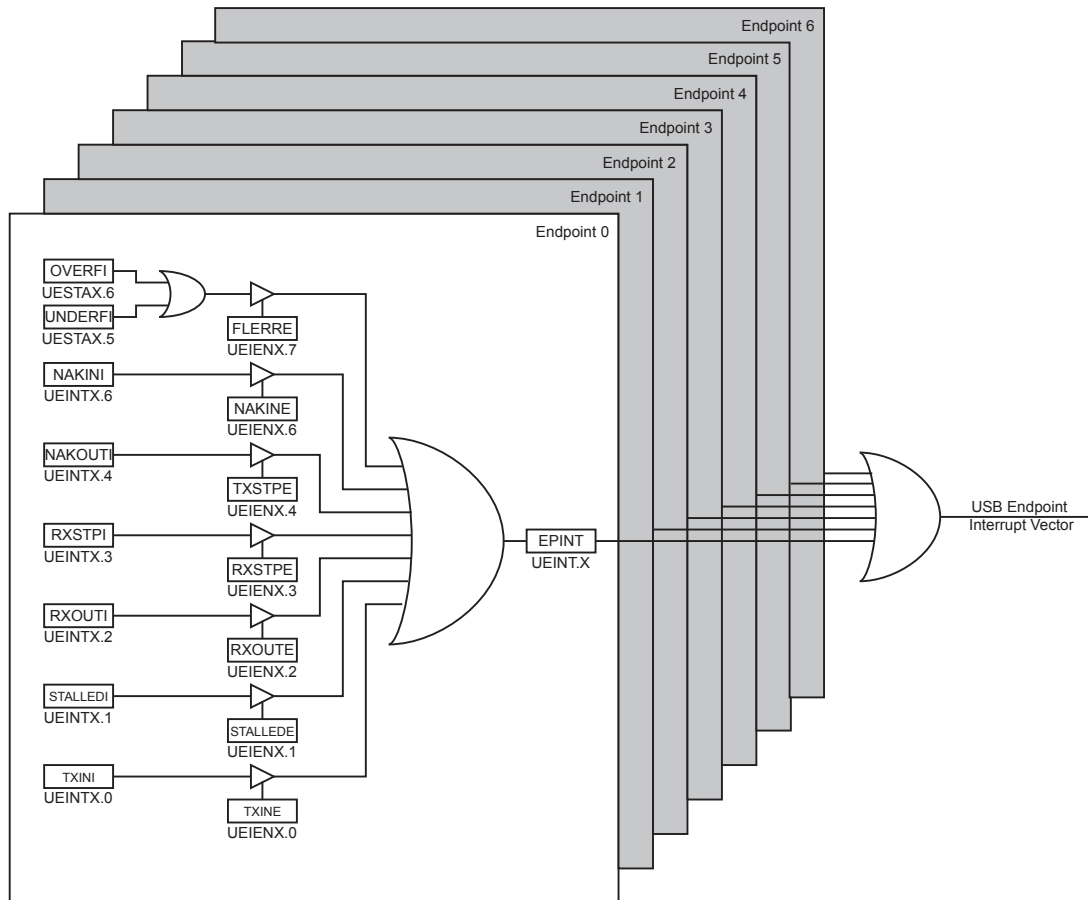 Endpoint 6
Endpoint 5
Endpoint 4
Endpoint 3
Endpoint 2
Endpoint 1
Endpoint 0
OVERFI
UESTAX.6
UNDERFI
UESTAX.5
FLERRE
UEIENX.7
NAKINI
UEINTX.6
NAKINE
UEIENX.6
NAKOUTI
UEINTX.4
TXSTPE
UEIENX.4
RXSTPI
UEINTX.3
RXSTPE
UEIENX.3
RXOUTI
UEINTX.2
RXOUTE
UEIENX.2
STALLEDI
UEINTX.1
STALLEDE
UEIENX.1
TXINI
UEINTX.0
TXINE
UEIENX.0
EPINT
UEINT.X
USB Endpoint
Interrupt Vector